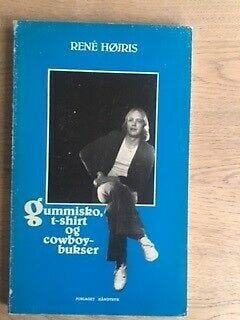 RENÉ HØJRIS
gummisko,
t-shirt
og
cowboy-
bukser
FORLAGET HÅNDTRYK